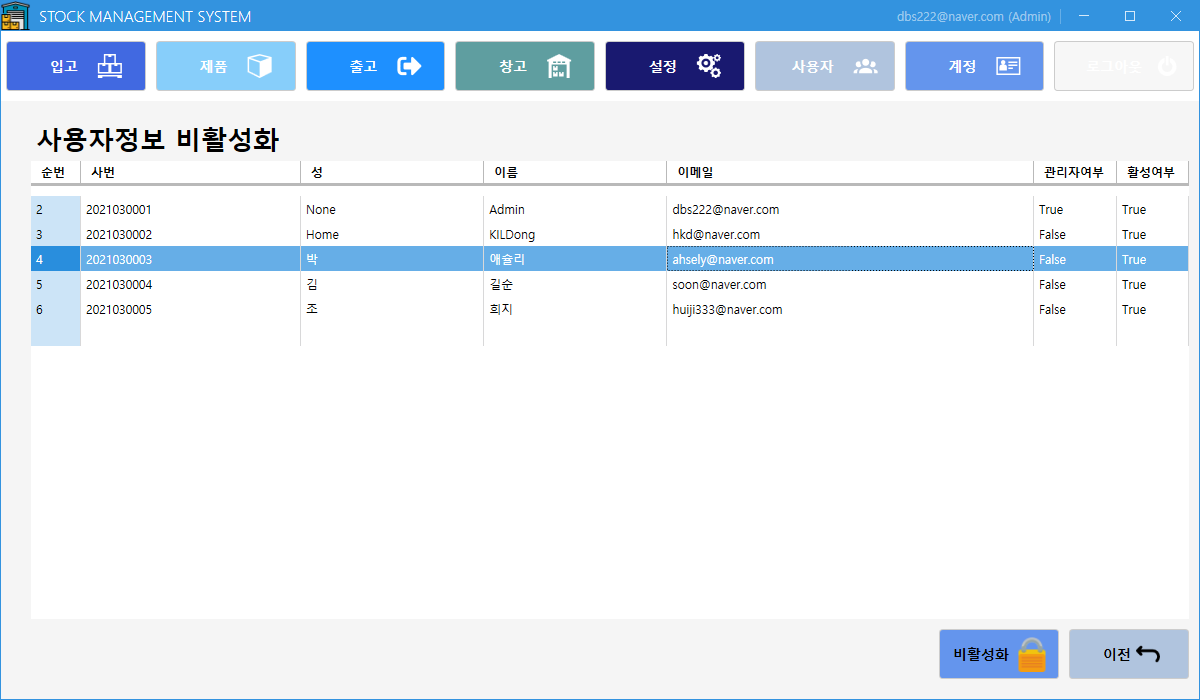 STOCK MANAGEMENT SYSTEM dbs222@naver.com (Admin)
입고 제품 출고 창고 설정 사용자 계정 로그아웃
사용자정보 비활성화
순번 사번 성 이름 이메일 관리자여부 활성여부
2 2021030001 None Admin dbs222@naver.com True True
3 2021030002 Home KILDong hkd@naver.com False True
4 2021030003 박 애슐리 ahsely@naver.com False True
5 2021030004 김 길순 soon@naver.com False True
6 2021030005 조 희지 huiji333@naver.com False True
비활성화 이전